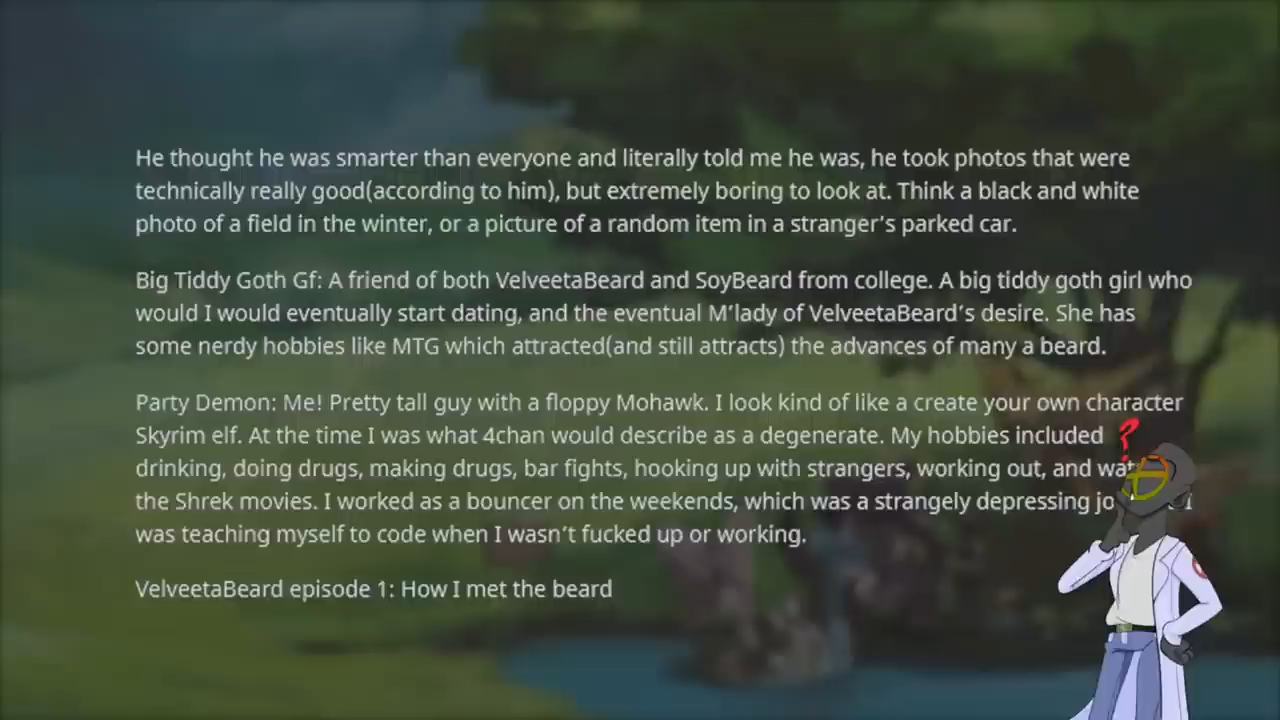 He thought he was smarter than everyone and literally told me he was, he took photos that were
technically really good(according to him), but extremely boring to look at. Think a black and white
photo of a field in the winter, or a picture of a random item in a stranger's parked car.
Big Tiddy Goth Gf: A friend of both VelveetaBeard and SoyBeard from college. A big tiddy goth girl who
would I would eventually start dating, and the eventual M'lady of VelveetaBeard's desire. She has
some nerdy hobbies like MTG which attracted(and still attracts) the advances of many a beard.
Party Demon: Me! Pretty tall guy with a floppy Mohawk. I look kind of like a create your own character
Skyrim elf. At the time I was what 4chan would describe as a degenerate. My hobbies included
?
drinking, doing drugs, making drugs, bar fights, hooking up with strangers, working out, and
the Shrek movies. I worked as a bouncer on the weekends, which was a strangely depressing I
was teaching myself to code when I wasn't fucked up or working.
VelveetaBeard episode 1: How I met the beard